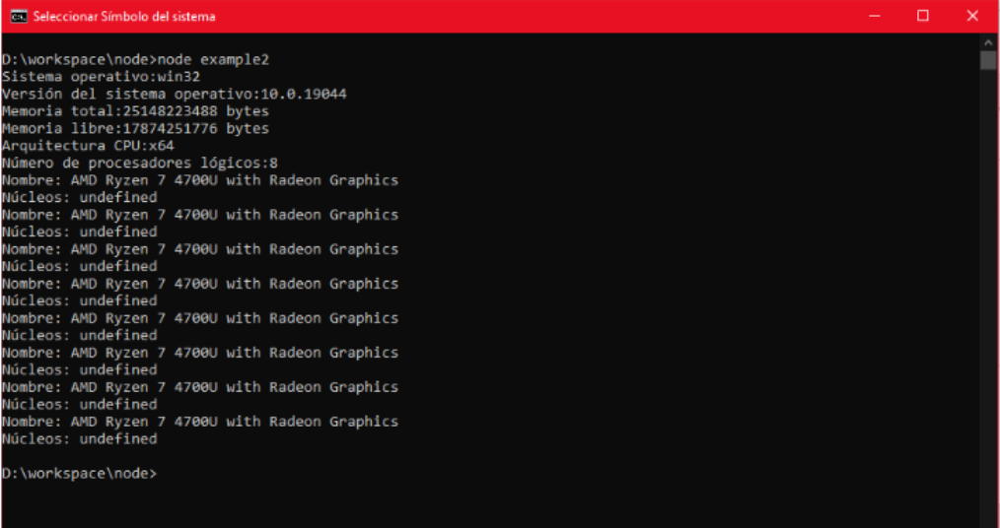 Seleccionar Símbolo del sistema
D:\workspace\node>node example2
Sistema operativo:win32
Versión del sistema operativo:10.0.19044
Memoria total:25148223488 bytes
Memoria libre:17874251776 bytes
Arquitectura CPU:x64
Número de procesadores lógicos:8
Nombre: AMD Ryzen 7 4700U with Radeon Graphics
Núcleos: undefined
Nombre: AMD Ryzen 7 4700U with Radeon Graphics
Núcleos: undefined
Nombre: AMD Ryzen 7 4700U with Radeon Graphics
Núcleos: undefined
Nombre: AMD Ryzen 7 4700U with Radeon Graphics
Núcleos: undefined
Nombre: AMD Ryzen 7 4700U with Radeon Graphics
Núcleos: undefined
Nombre: AMD Ryzen 7 4700U with Radeon Graphics
Núcleos: undefined
Nombre: AMD Ryzen 7 4700U with Radeon Graphics
Núcleos: undefined
Nombre: AMD Ryzen 7 4700U with Radeon Graphics
Núcleos: undefined
D:\workspace\node>